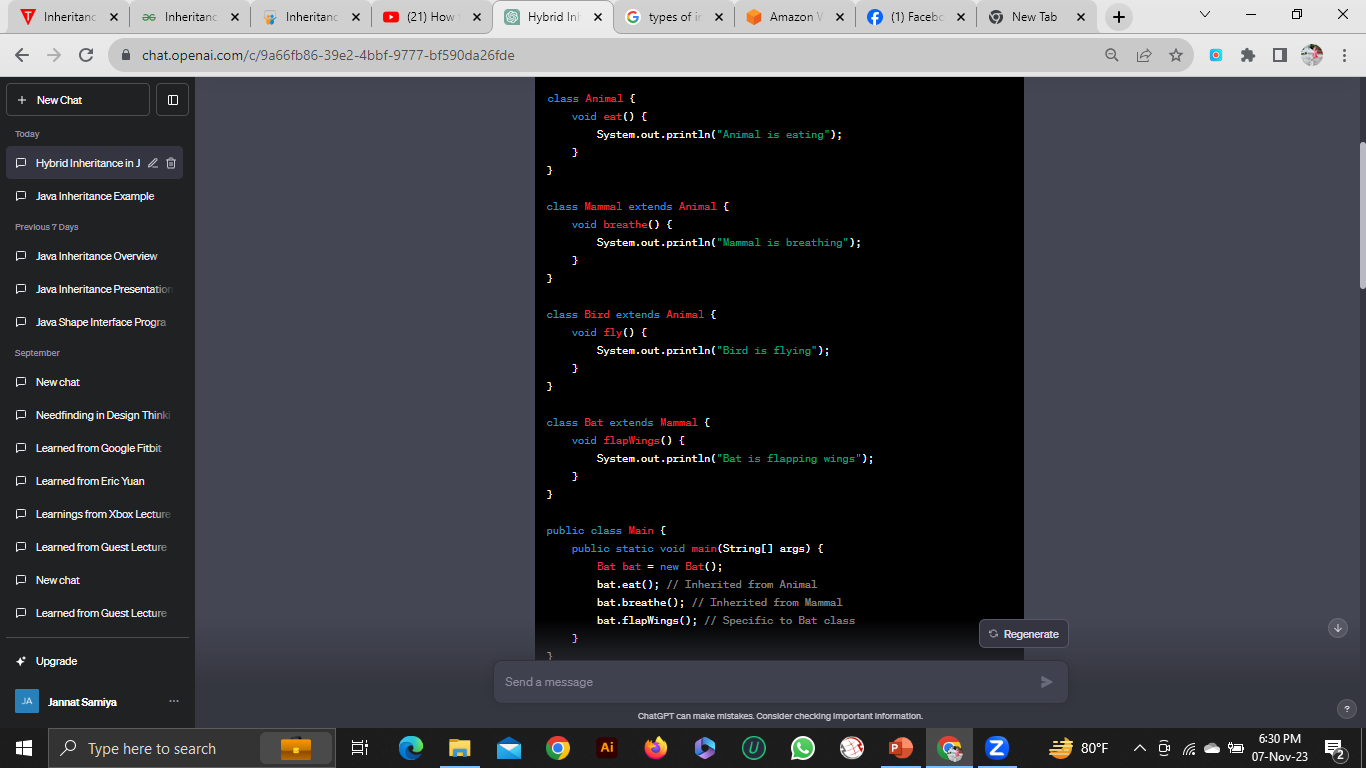 Inheritanc
Inheritanc
Inheritanc
(21) How
Hybrid In
types of i
Amazon
(1) Faceb
New Tab
chat.openai.com/c/9a66fb86-39e2-4bbf-9777-bf590da26fde
New Chat
Today
Hybrid Inheritance in J
Java Inheritance Example
Previous 7 Days
Java Inheritance Overview
Java Inheritance Presentation
Java Shape Interface Progra
September
New chat
Needfinding in Design Thinki
Learned from Google Fitbit
Learned from Eric Yuan
Learnings from Xbox Lecture
Learned from Guest Lecture
New chat
Learned from Guest Lecture
Upgrade
JA
Jannat Samiya
class Animal {
void eat() {
System.out.println("Animal is eating");
}
}
class Mammal extends Animal {
void breathe() {
System.out.println("Mammal is breathing");
}
}
class Bird extends Animal {
void fly() {
System.out.println("Bird is flying");
}
}
class Bat extends Mammal {
void flapWings() {
System.out.println("Bat is flapping wings");
}
}
public class Main {
public static void main(String[] args) {
Bat bat = new Bat();
bat.eat(); // Inherited from Animal
bat.breathe(); // Inherited from Mammal
bat.flapWings(); // Specific to Bat class
}
}
Regenerate
Send a message
ChatGPT can make mistakes. Consider checking important information.
?
Type here to search
Ai
P
Z
80°F
6:30 PM
07-Nov-23
2